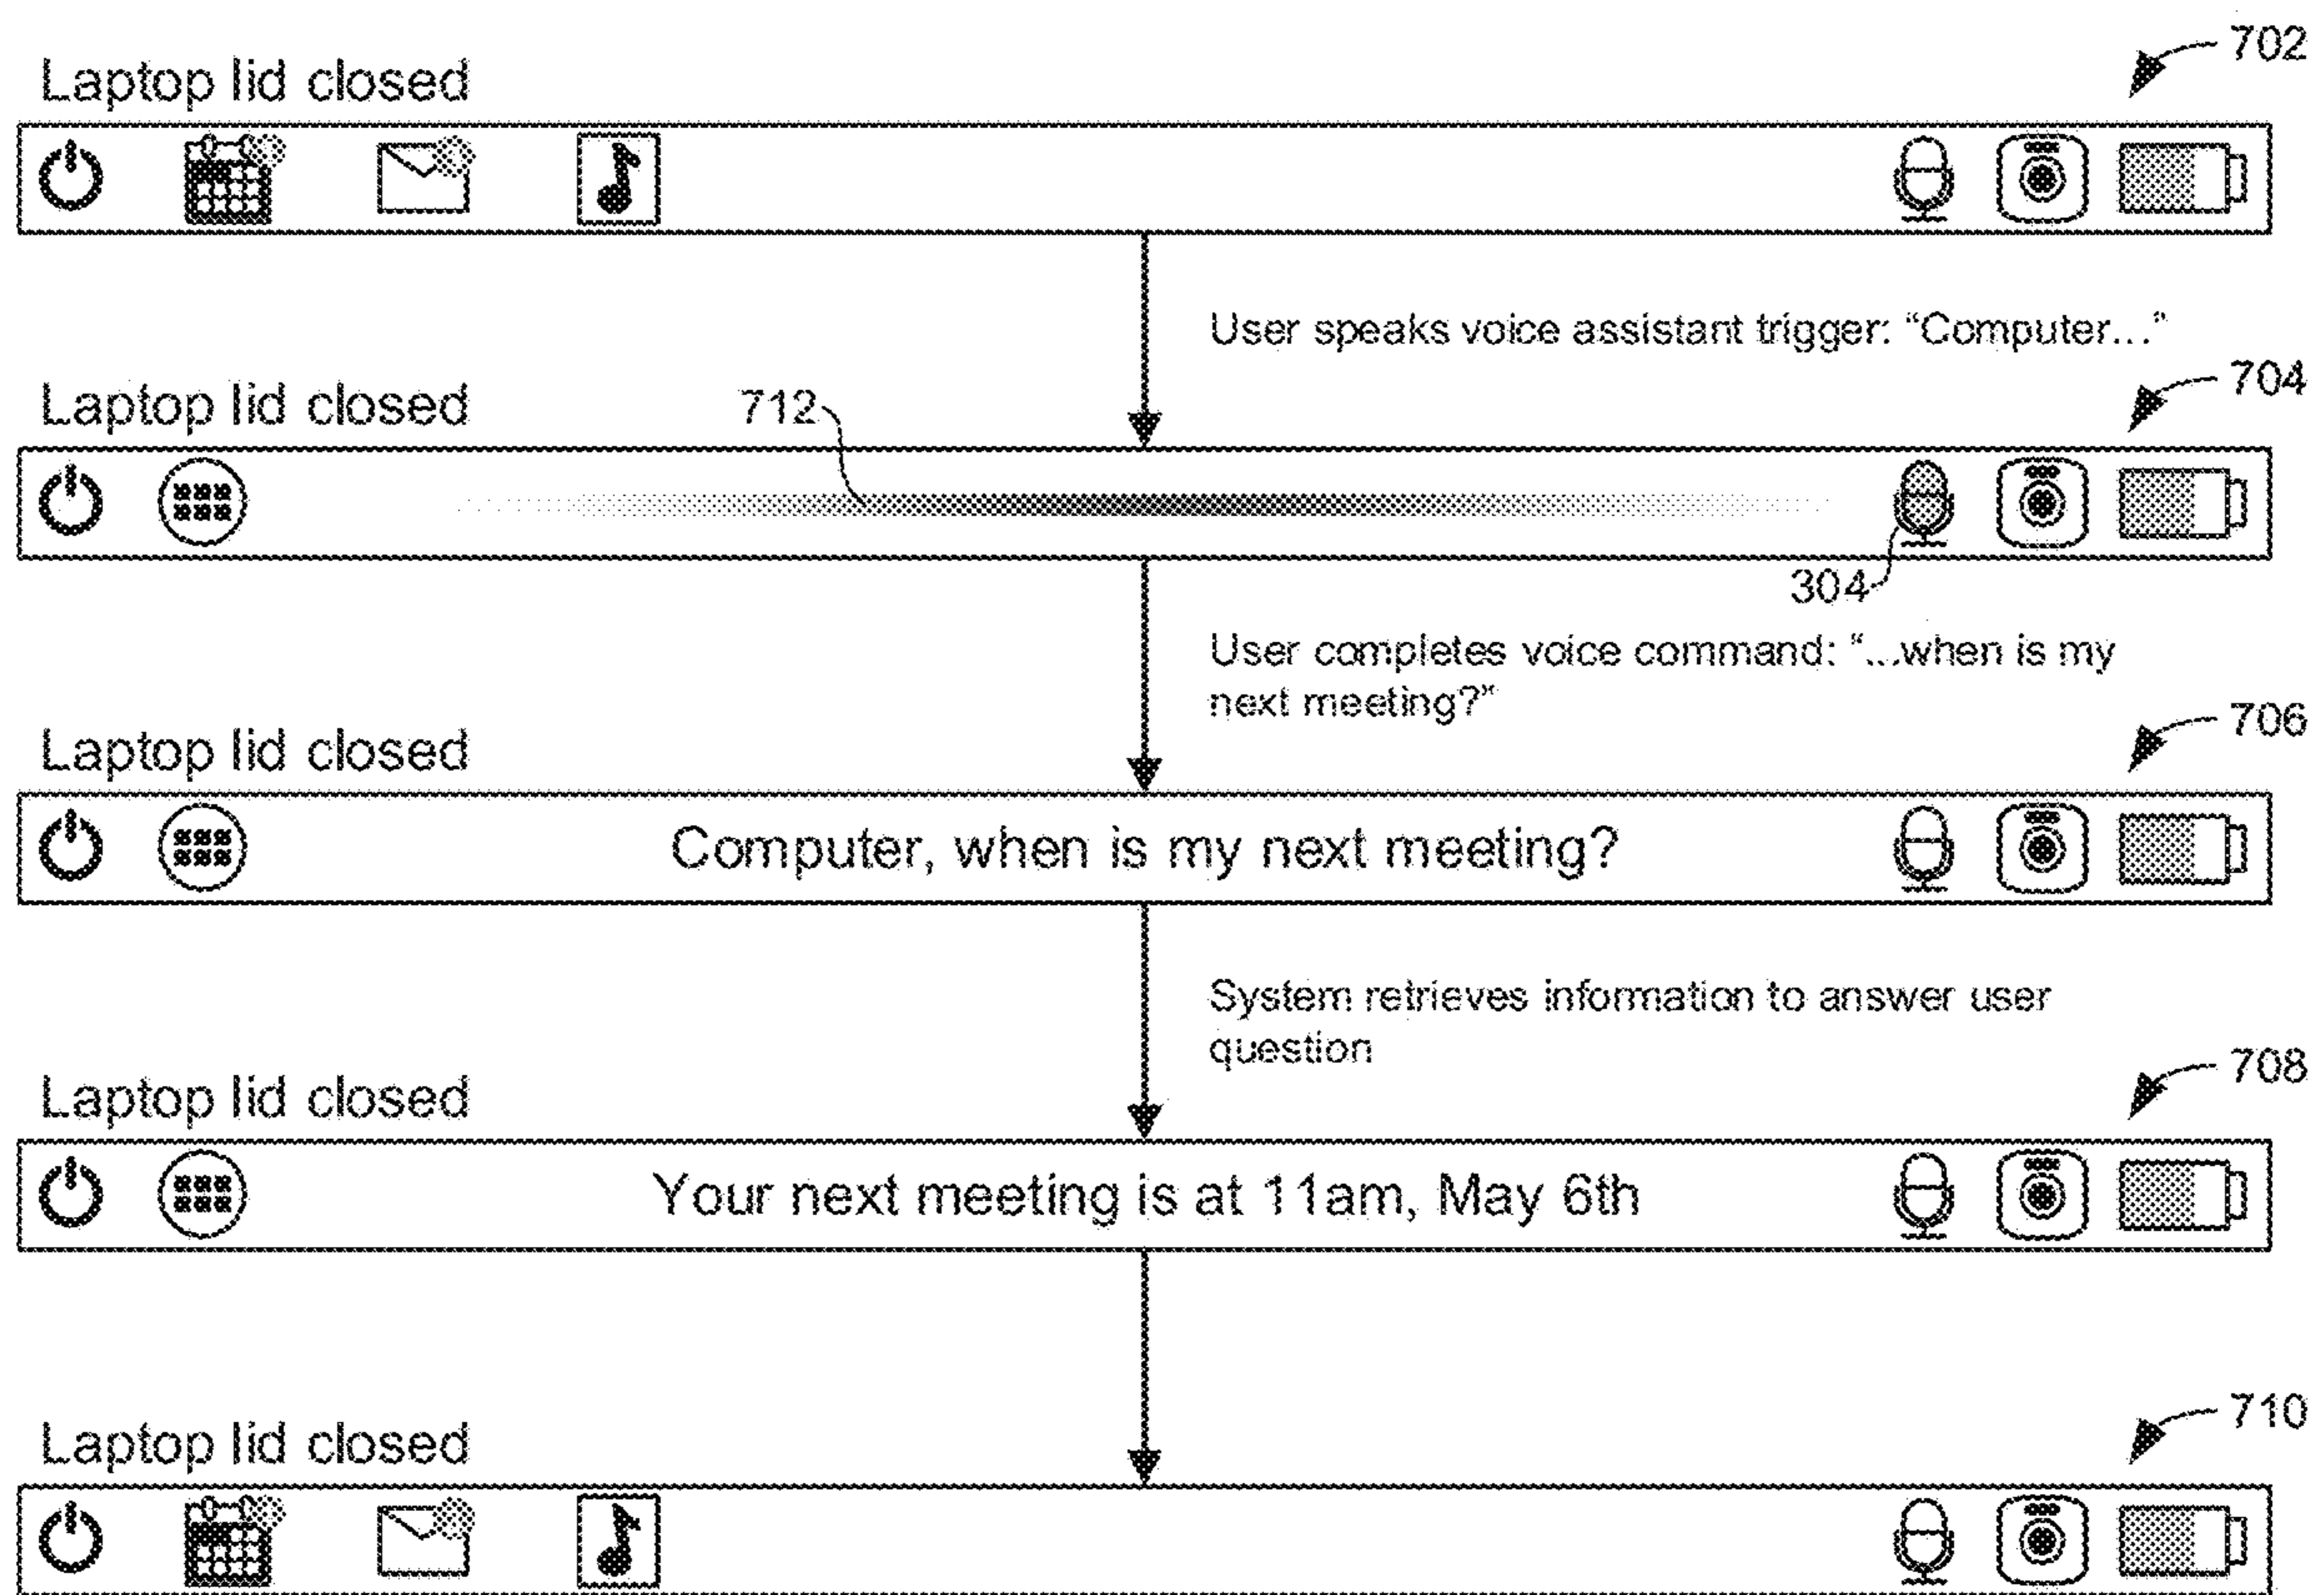 702
Laptop lid closed
User speaks voice assistant trigger: “Computer...”
704
Laptop lid closed
712
304
User completes voice command: “...when is my
next meeting?”
706
Laptop lid closed
Computer, when is my next meeting?
System retrieves information to answer user
question
708
Laptop lid closed
Your next meeting is at 11am, May 6th
710
Laptop lid closed